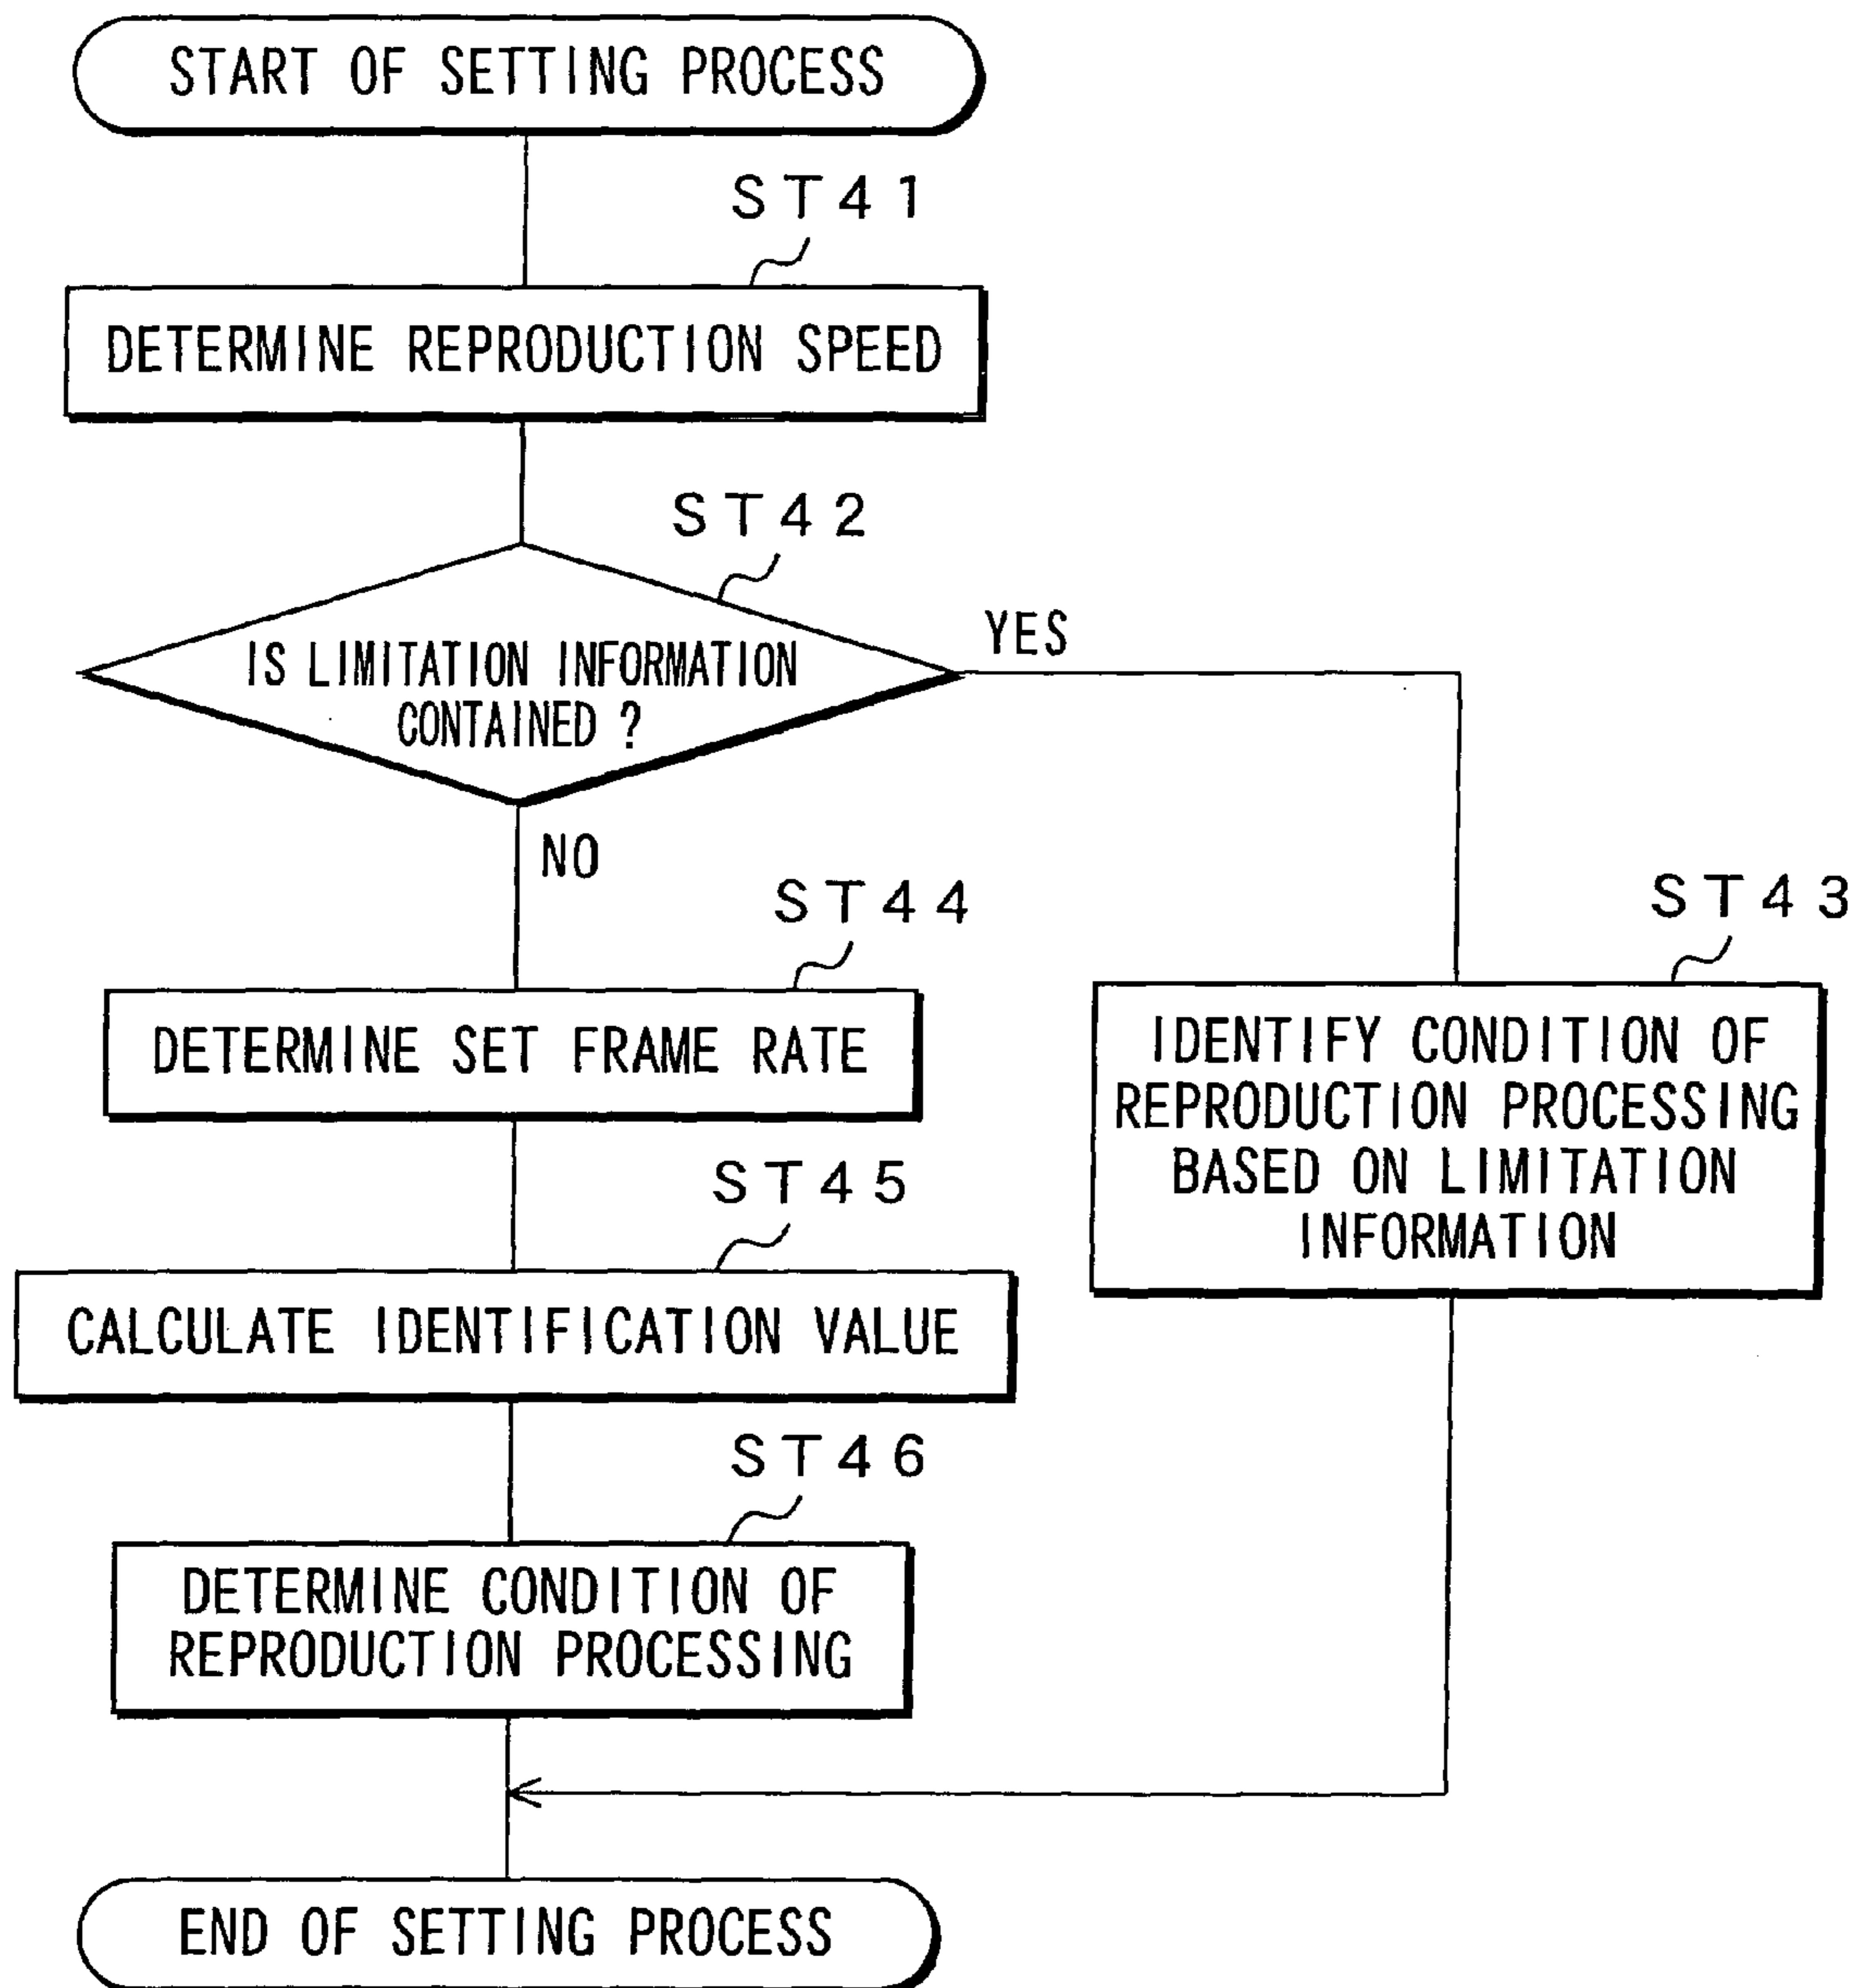 START OF SETTING PROCESS
ST41
DETERMINE REPRODUCTION SPEED
ST42
IS LIMITATION INFORMATION
CONTAINED ?
YES
NO
ST44
DETERMINE SET FRAME RATE
ST43
IDENTIFY CONDITION OF
REPRODUCTION PROCESSING
BASED ON LIMITATION
INFORMATION
ST45
CALCULATE IDENTIFICATION VALUE
ST46
DETERMINE CONDITION OF
REPRODUCTION PROCESSING
END OF SETTING PROCESS